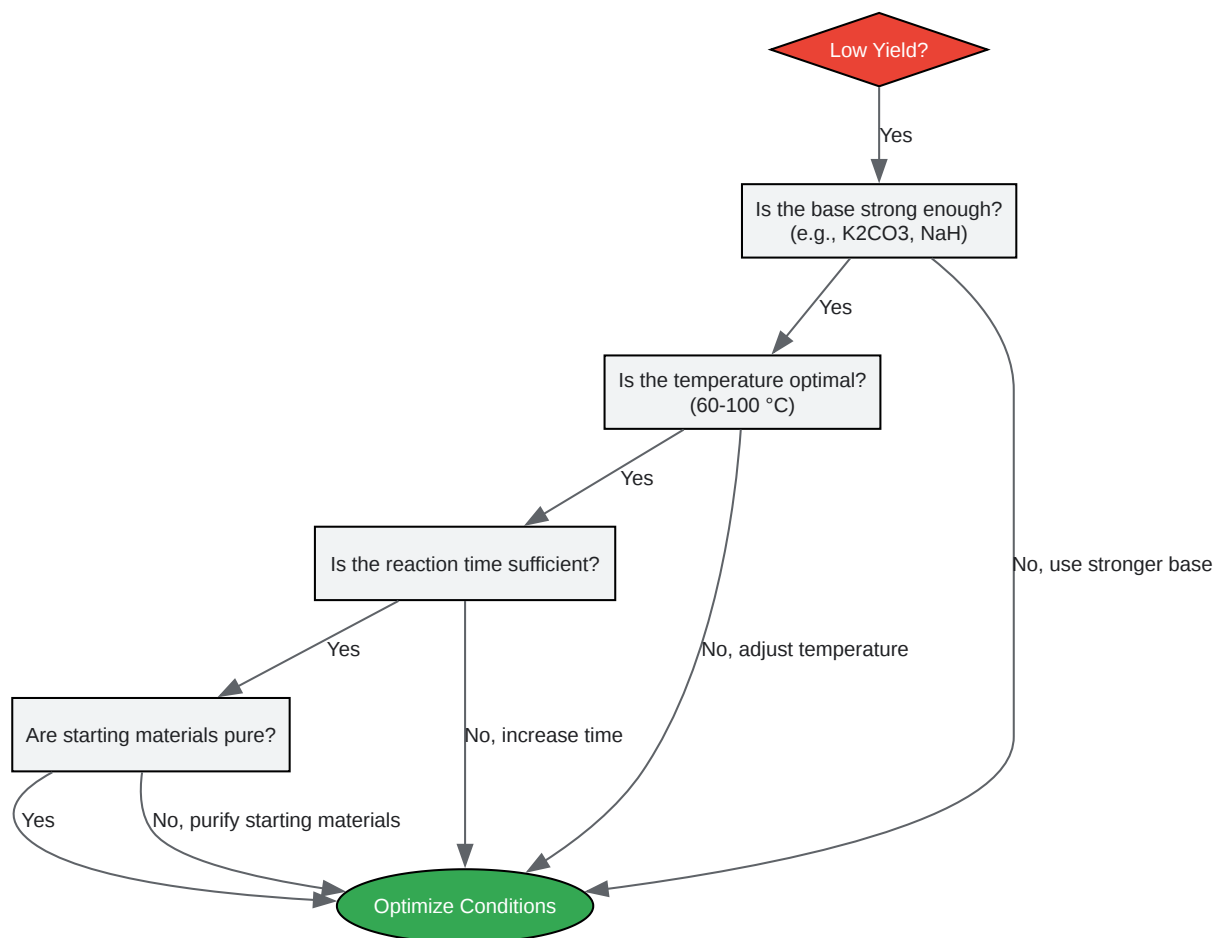 Low Yield?
Yes
Is the base strong enough?
(e.g., K2CO3, NaH)
Yes
Is the temperature optimal?
(60-100 °C)
Yes
Is the reaction time sufficient?
No, use stronger base
Yes
No, adjust temperature
Are starting materials pure?
No, increase time
Yes
No, purify starting materials
Optimize Conditions